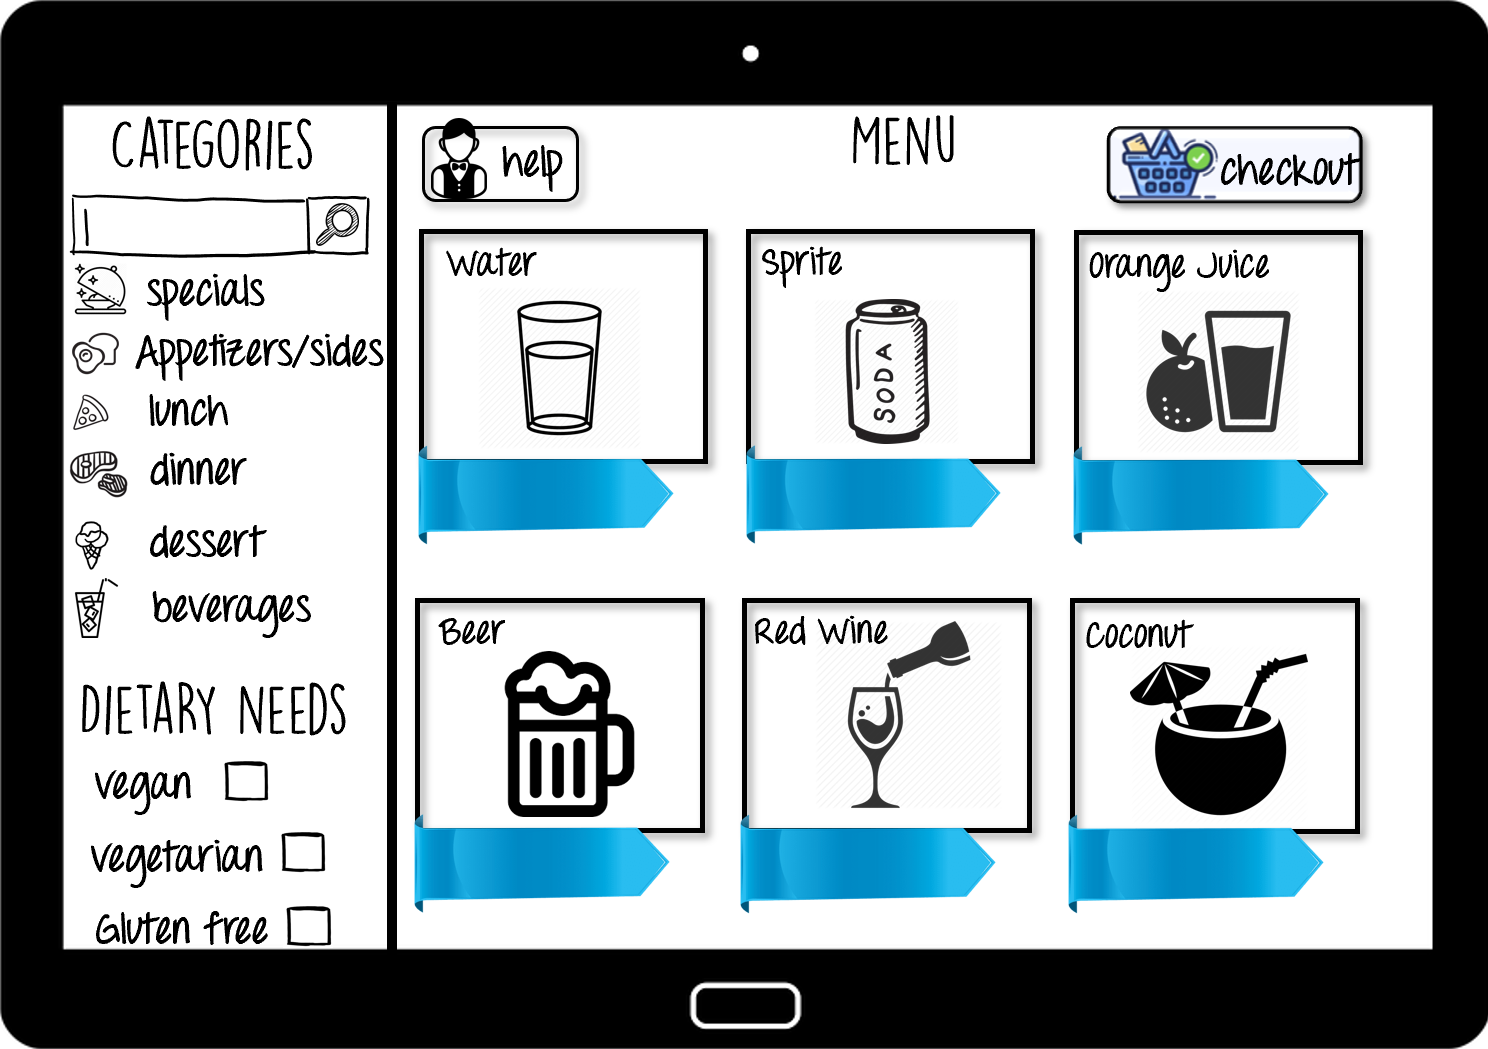 CATEGORIES
specials
Appetizers/sides
lunch
dinner
dessert
beverages
DIETARY NEEDS
vegan
vegetarian
Gluten free
help
MENU
checkout
Water
Sprite
SODA
Orange Juice
Beer
Red Wine
Coconut